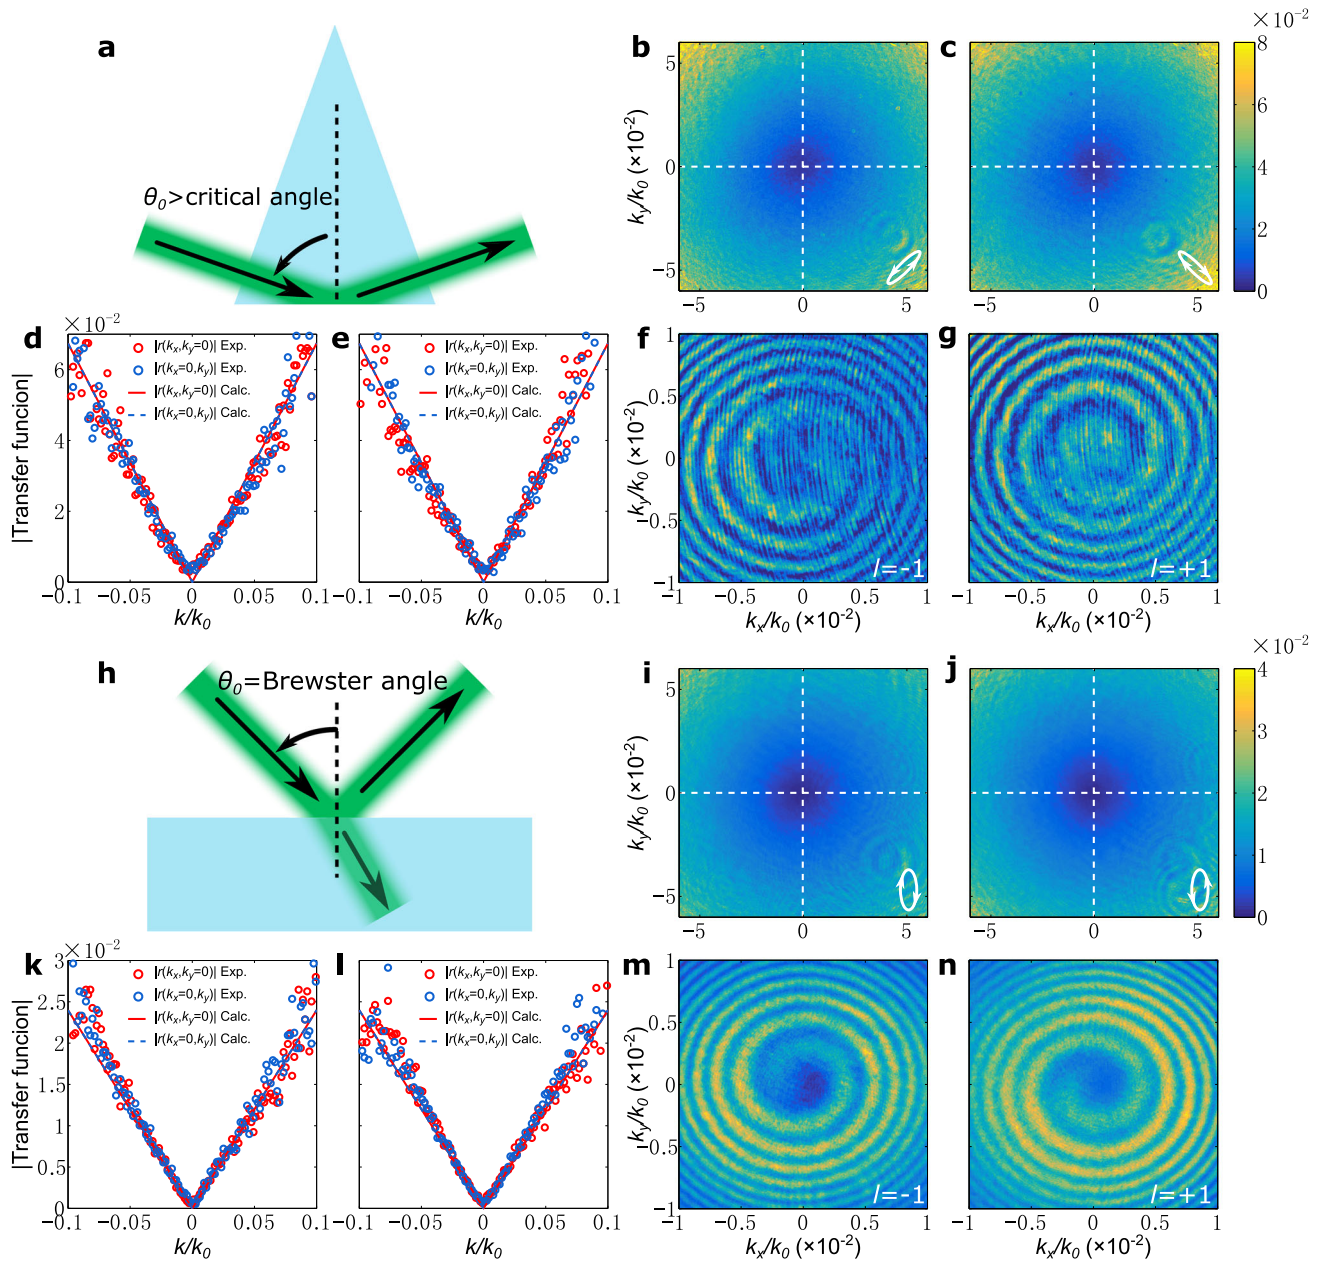 a
θ0>critical angle
b
c
×10-2
ky/k0 (×10-2)
5
0
−5
−5
0
5
−5
0
5
8
6
4
2
0
d
×10-2
|Transfer funcion|
6
4
2
0
|r(kx,ky=0)| Exp.
|r(kx=0,ky)| Exp.
|r(kx,ky=0)| Calc.
|r(kx=0,ky)| Calc.
−0.1
−0.05
0
0.05
0.1
k/k0
e
|r(kx,ky=0)| Exp.
|r(kx=0,ky)| Exp.
|r(kx,ky=0)| Calc.
|r(kx=0,ky)| Calc.
−0.1
−0.05
0
0.05
0.1
k/k0
f
ky/k0 (×10-2)
1
0.5
0
-0.5
-1
l=-1
−1
−0.5
0
0.5
1
kx/k0 (×10-2)
g
l=+1
−1
−0.5
0
0.5
1
kx/k0 (×10-2)
h
θ0=Brewster angle
i
j
×10-2
ky/k0 (×10-2)
5
0
−5
−5
0
5
−5
0
5
4
3
2
1
0
k
×10-2
|Transfer funcion|
3
2.5
2
1.5
1
0.5
0
|r(kx,ky=0)| Exp.
|r(kx=0,ky)| Exp.
|r(kx,ky=0)| Calc.
|r(kx=0,ky)| Calc.
−0.1
−0.05
0
0.05
0.1
k/k0
l
|r(kx,ky=0)| Exp.
|r(kx=0,ky)| Exp.
|r(kx,ky=0)| Calc.
|r(kx=0,ky)| Calc.
−0.1
−0.05
0
0.05
0.1
k/k0
m
ky/k0 (×10-2)
1
0.5
0
-0.5
-1
l=-1
−1
−0.5
0
0.5
1
kx/k0 (×10-2)
n
l=+1
−1
−0.5
0
0.5
1
kx/k0 (×10-2)